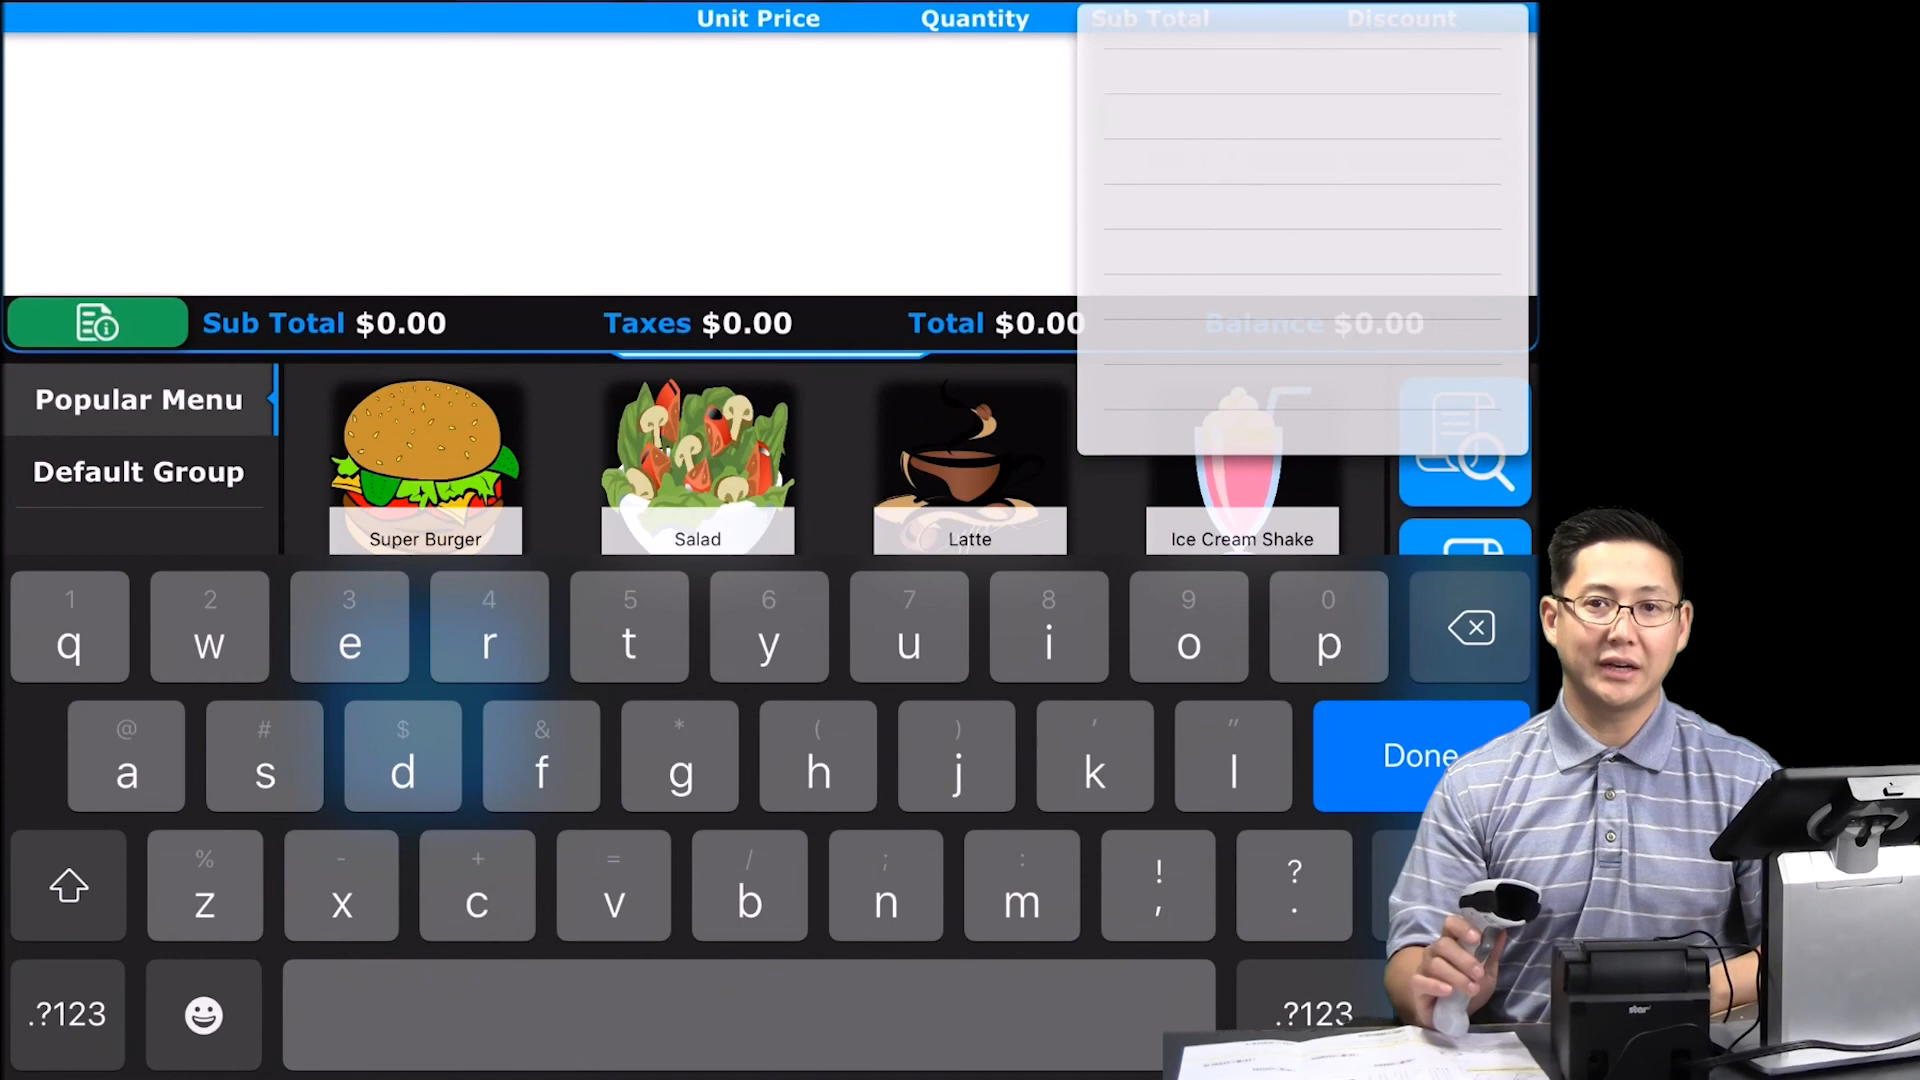 Unit Price Quantity Sub Total Discount
Sub Total $0.00 Taxes $0.00 Total $0.00 Balance $0.00
Popular Menu
Default Group
Super Burger Salad Latte Ice Cream Shake
1 2 3 4 5 6 7 8 9 0
q w e r t y u i o p
@ # $ & * ( ) ' "
a s d f g h j k l Done
% - + = / ; : ! ?
z x c v b n m , .
.?123 .?123
star